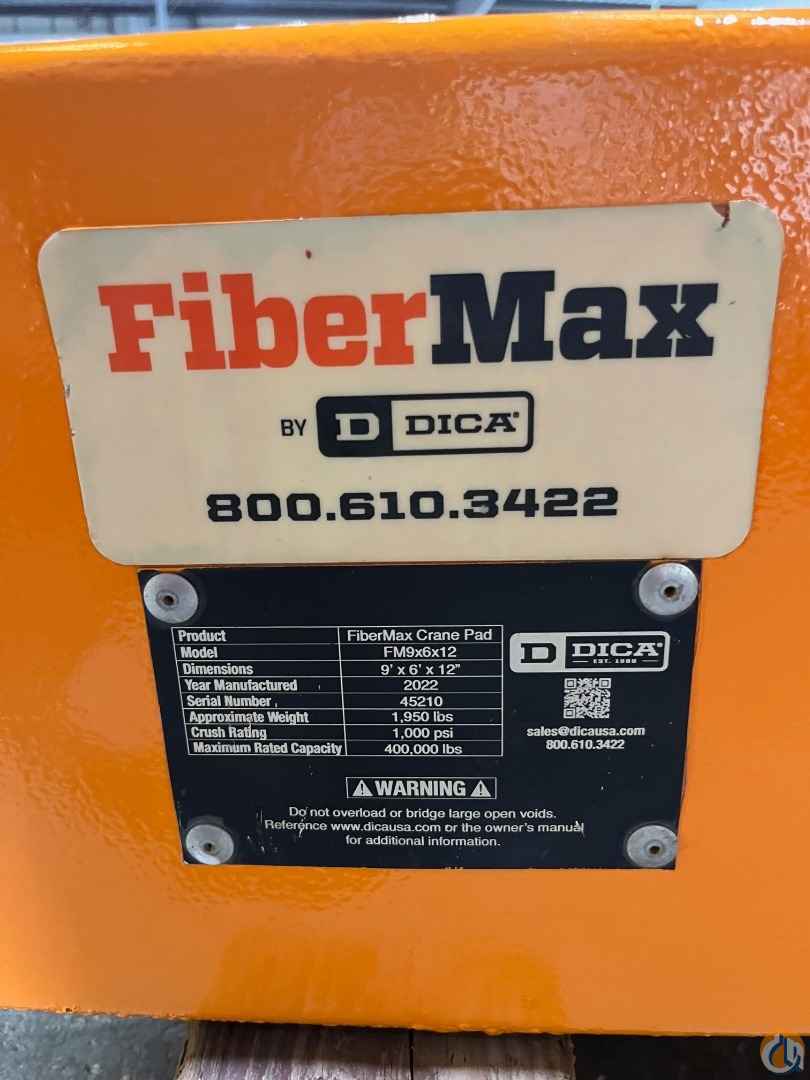 FiberMax
BY D DICA®
800.610.3422
Product FiberMax Crane Pad
Model FM9x6x12
Dimensions 9' x 6' x 12"
Year Manufactured 2022
Serial Number 45210
Approximate Weight 1,950 lbs
Crush Rating 1,000 psi
Maximum Rated Capacity 400,000 lbs
D DICA®
EST. 1988
sales@dicausa.com
800.610.3422
WARNING
Do not overload or bridge large open voids.
Reference www.dicausa.com or the owner's manual
for additional information.